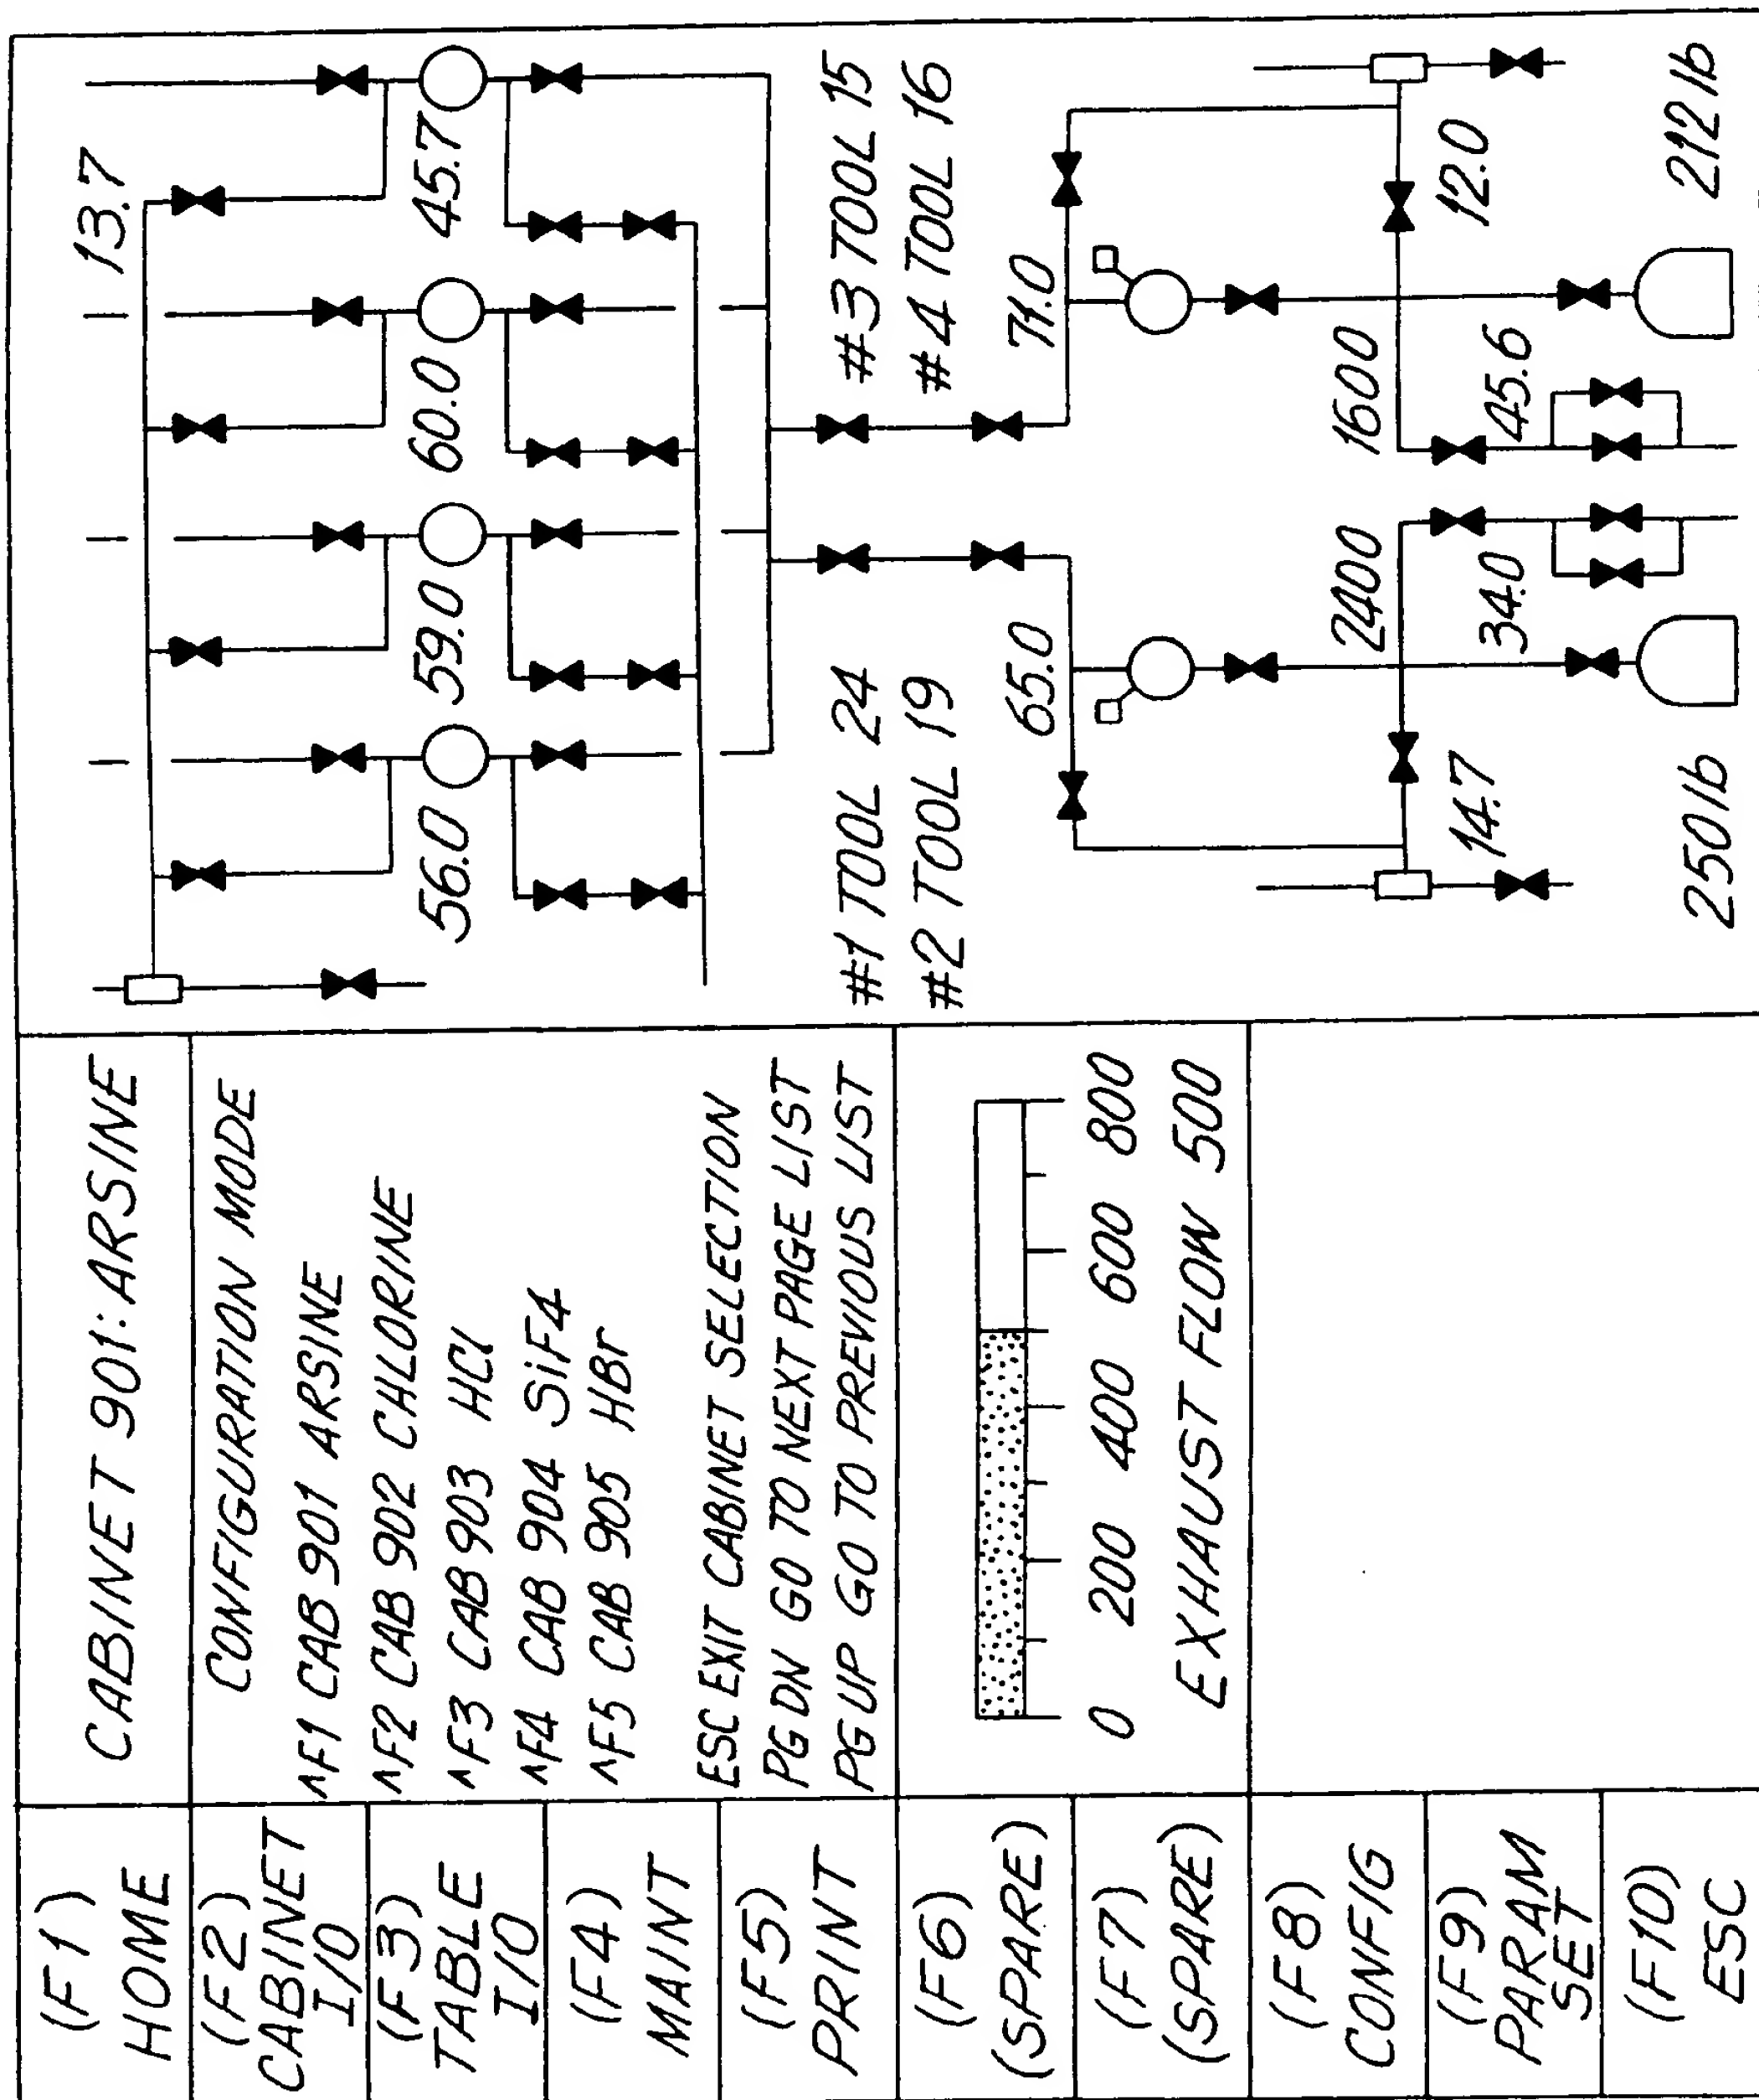 (F1)
HOME
(F2)
CABINET
I/O
(F3)
TABLE
I/O
(F4)
MAINT
(F5)
PRINT
(F6)
(SPARE)
(F7)
(SPARE)
(F8)
CONFIG
(F9)
PARAM
SET
(F10)
ESC
CABINET 901: ARSINE
CONFIGURATION MODE
^F1 CAB 901 ARSINE
^F2 CAB 902 CHLORINE
^F3 CAB 903 HCl
^F4 CAB 904 SiF4
^F5 CAB 905 HBr
ESC EXIT CABINET SELECTION
PG DN GO TO NEXT PAGE LIST
PG UP GO TO PREVIOUS LIST
0 200 400 600 800
EXHAUST FLOW 500
13.7
56.0 59.0 60.0 45.7
#1 TOOL 24 #3 TOOL 15
#2 TOOL 19 #4 TOOL 16
65.0 71.0
2400 1600
14.7 34.0 45.6 12.0
250 lb 212 lb